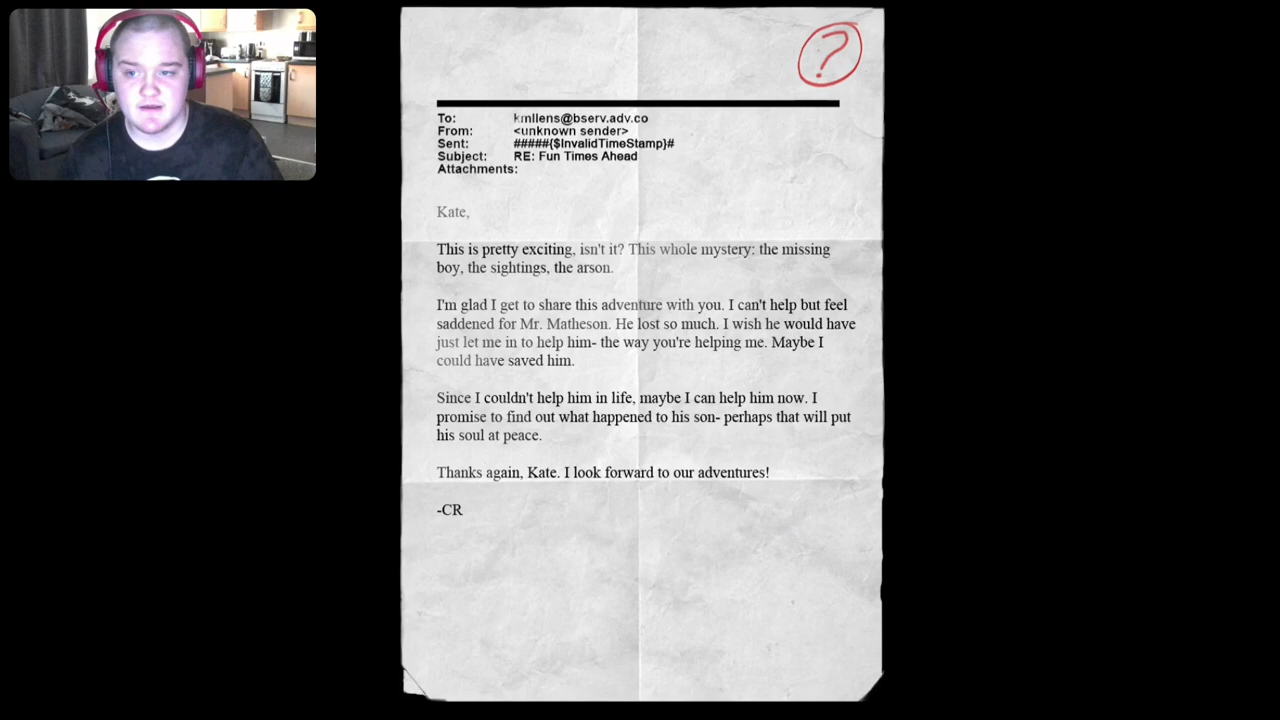 ?
To: kmllens@bserv.adv.co
From: <unknown sender>
Sent: #####{$InvalidTimeStamp}#
Subject: RE: Fun Times Ahead
Attachments:
Kate,
This is pretty exciting, isn't it? This whole mystery: the missing
boy, the sightings, the arson.
I'm glad I get to share this adventure with you. I can't help but feel
saddened for Mr. Matheson. He lost so much. I wish he would have
just let me in to help him- the way you're helping me. Maybe I
could have saved him.
Since I couldn't help him in life, maybe I can help him now. I
promise to find out what happened to his son- perhaps that will put
his soul at peace.
Thanks again, Kate. I look forward to our adventures!
-CR